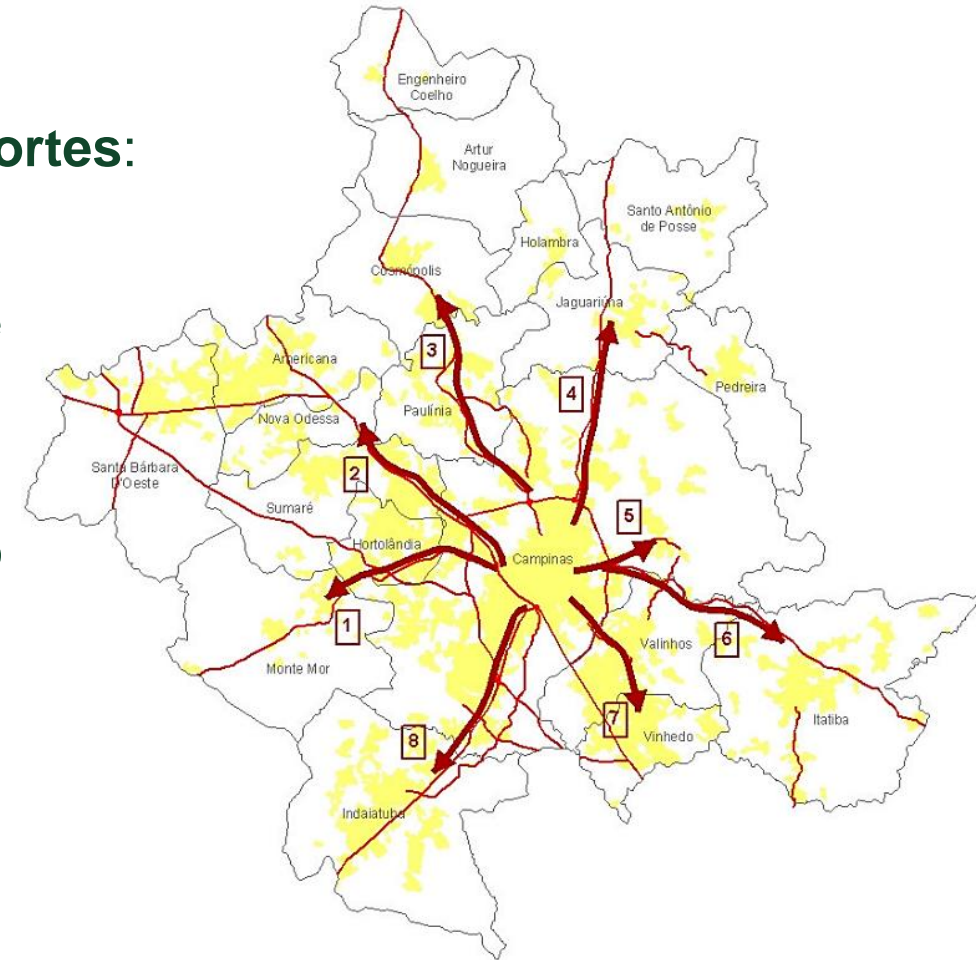 ortes:
Engenheiro
Coelho
Artur
Nogueira
Santo Antônio
de Posse
Holambra
Cosmópolis
Jaguariúna
3
Americana
4
Pedreira
Paulínia
Nova Odessa
2
Santa Bárbara
D'Oeste
Sumaré
5
Hortolândia
Campinas
1
6
Valinhos
Monte Mor
7
Itatiba
Vinhedo
8
Indaiatuba